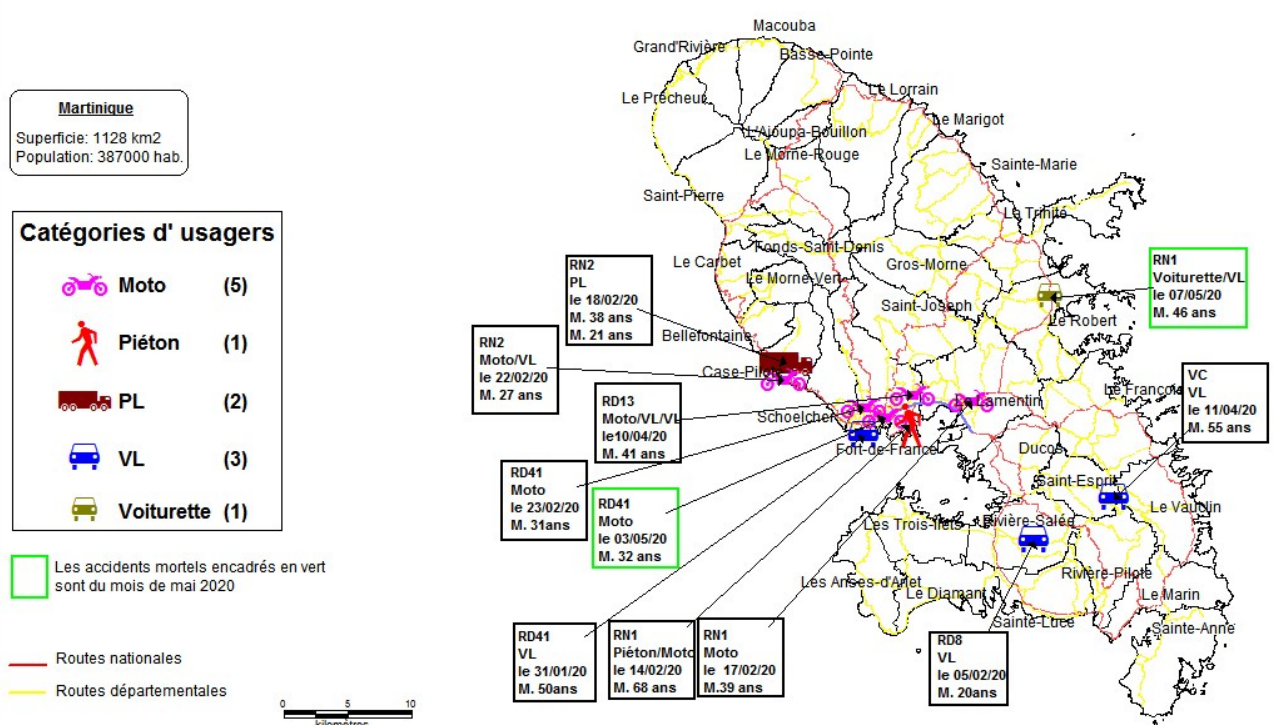 Martinique
Superficie: 1128 km2
Population: 387000 hab.
Catégories d' usagers
Moto (5)
Piéton (1)
PL (2)
VL (3)
Voiturette (1)
Les accidents mortels encadrés en vert
sont du mois de mai 2020
Routes nationales
Routes départementales
0 5 10
kilomètres
Macouba
Grand'Rivière
Basse-Pointe
Le Prêcheur
Le Lorrain
Le Marigot
L'Ajoupa-Bouillon
Le Morne-Rouge
Sainte-Marie
Saint-Pierre
La Trinité
Fonds-Saint-Denis
Le Carbet
Gros-Morne
Le Morne-Vert
Saint-Joseph
Le Robert
Bellefontaine
Case-Pilote
Le François
Le Lamentin
Schoelcher
Fort-de-France
Ducos
Saint-Esprit
Le Vauclin
Les Trois-Ilets
Rivière-Salée
Rivière-Pilote
Les Anses-d'Arlet
Le Diamant
Le Marin
Sainte-Luce
Sainte-Anne
RN2
PL
le 18/02/20
M. 38 ans
M. 21 ans
RN1
Voiturette/VL
le 07/05/20
M. 46 ans
RN2
Moto/VL
le 22/02/20
M. 27 ans
VC
VL
le 11/04/20
M. 55 ans
RD13
Moto/VL/VL
le10/04/20
M. 41 ans
RD41
Moto
le 23/02/20
M. 31ans
RD41
Moto
le 03/05/20
M. 32 ans
RD41
VL
le 31/01/20
M. 50ans
RN1
Piéton/Moto
le 14/02/20
M. 68 ans
RN1
Moto
le 17/02/20
M.39 ans
RD8
VL
le 05/02/20
M. 20ans